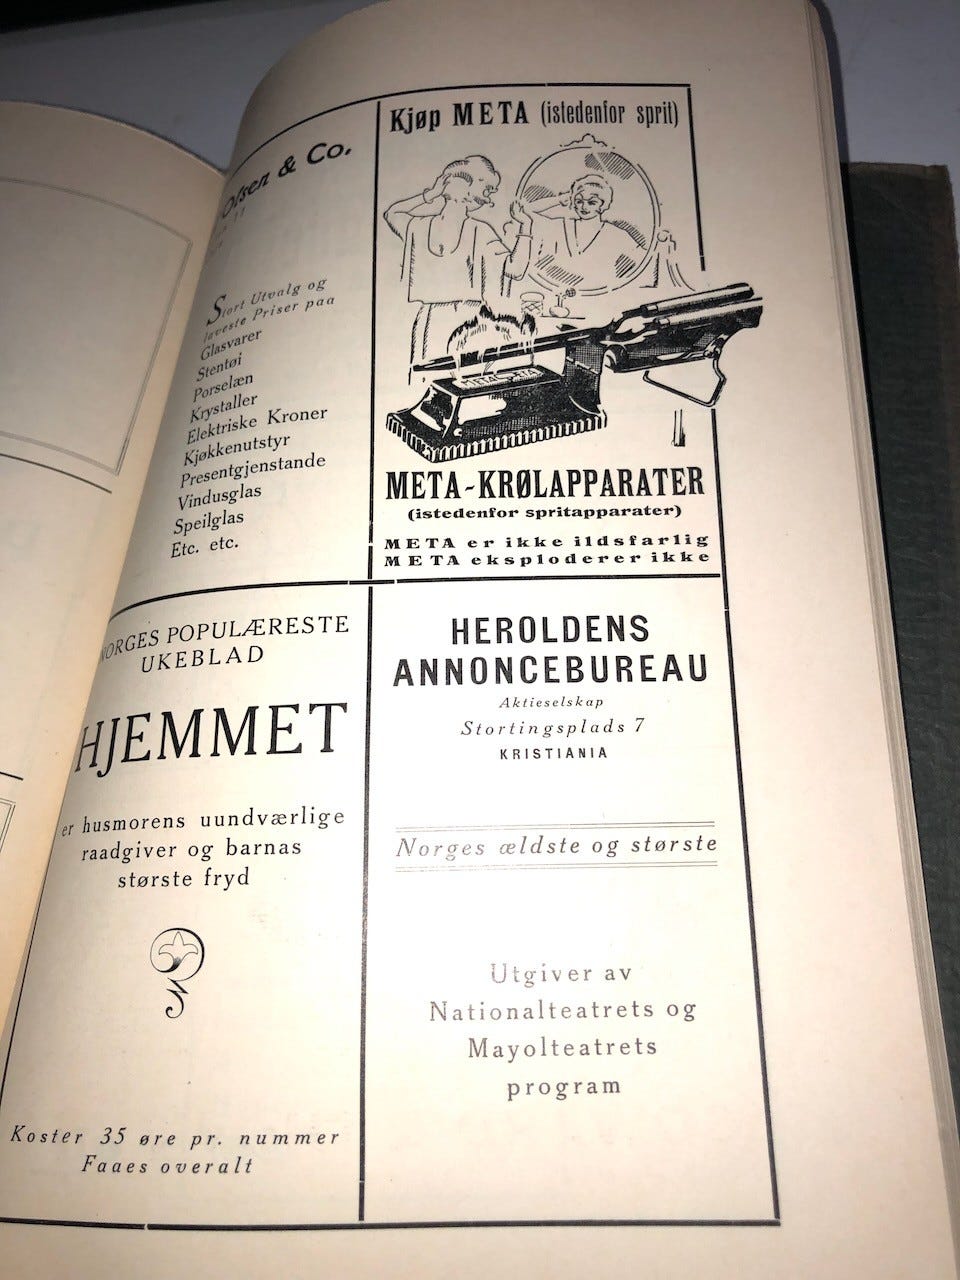 Olsen & Co.
Stort Utvalg og
laveste Priser paa
Glasvarer
Stentøi
Porselæn
Krystaller
Elektriske Kroner
Kjøkkenutstyr
Presentgjenstande
Vindusglas
Speilglas
Etc. etc.
Kjøp META (istedenfor sprit)
META
META-KRØLAPPARATER
(istedenfor spritapparater)
META er ikke ildsfarlig
META eksploderer ikke
NORGES POPULÆRESTE
UKEBLAD
HJEMMET
er husmorens uundværlige
raadgiver og barnas
største fryd
Koster 35 øre pr. nummer
Faaes overalt
HEROLDENS
ANNONCEBUREAU
Aktieselskap
Stortingsplads 7
KRISTIANIA
Norges ældste og største
Utgiver av
Nationalteatrets og
Mayolteatrets
program